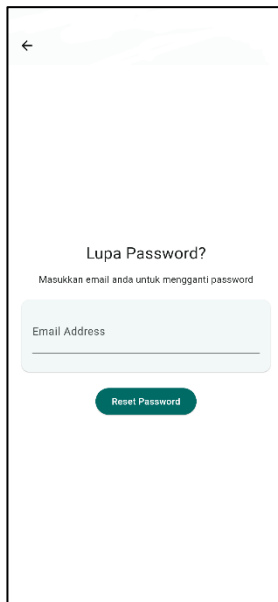 Lupa Password?
Masukkan email anda untuk mengganti password
Email Address
Reset Password